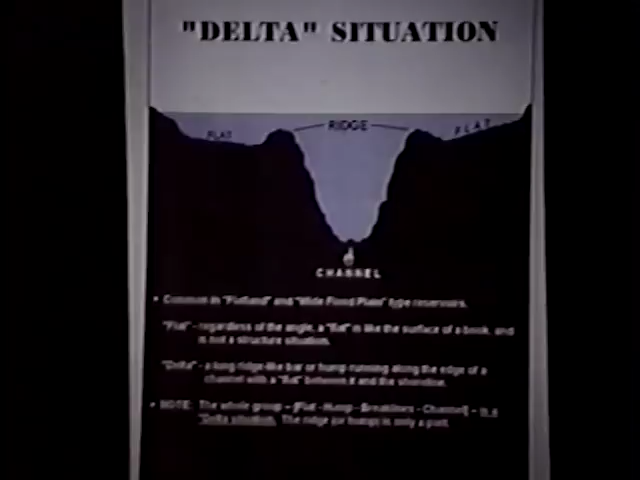 "DELTA" SITUATION
FLAT
RIDGE
FLAT
CHANNEL
• Common in "Flatland" and "Wide Flood Plain" type reservoirs.
"Flat" - regardless of the angle, a "flat" is like the surface of a book, and
is not a structure situation.
"Delta" - a long ridge-like bar or hump running along the edge of a
channel with a "flat" between it and the shoreline.
• NOTE: The whole group - (Flat - Hump - Breaklines - Channel) - is a
"Delta situation. The ridge (or hump) is only a part.